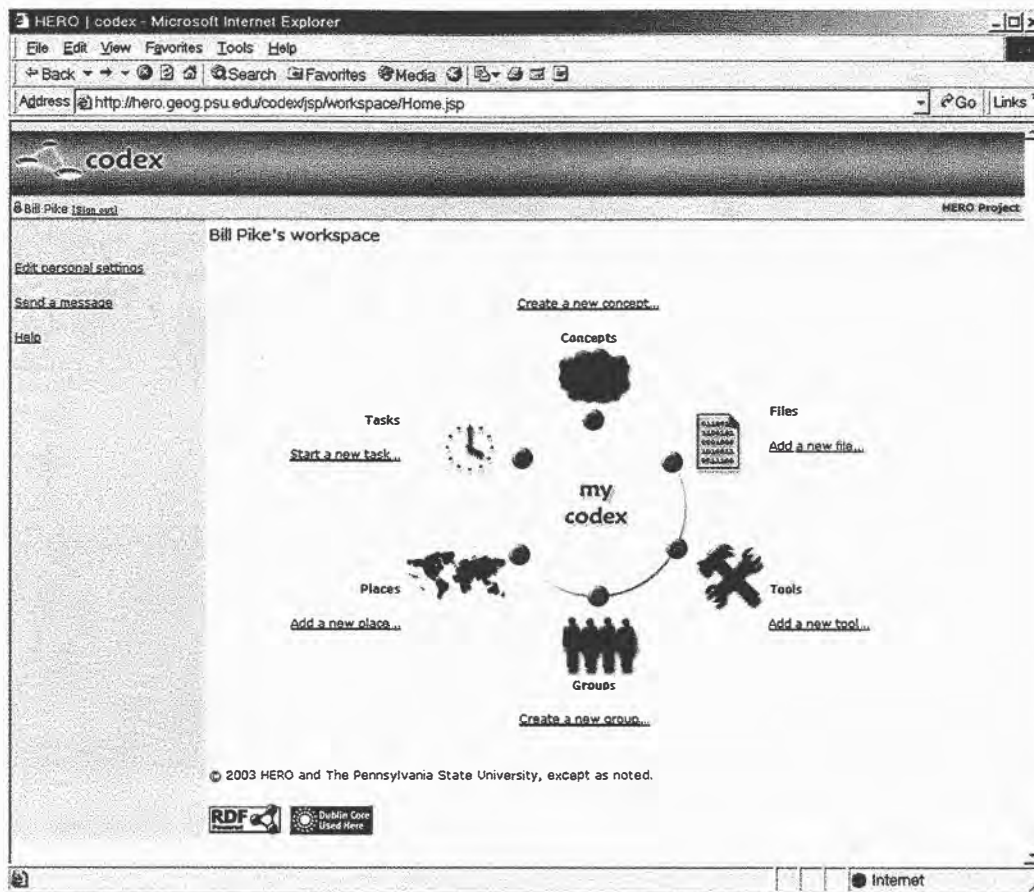 HERO | codex - Microsoft Internet Explorer
File Edit View Favorites Tools Help
Back Search Favorites Media
Address http://hero.geog.psu.edu/codex/jsp/workspace/Home.jsp Go Links
codex
Bill Pike [Sign out] HERO Project
Bill Pike's workspace
Edit personal settings
Send a message
Help
Create a new concept...
Concepts
Tasks
Start a new task...
Files
Add a new file...
my
codex
Places
Add a new place...
Tools
Add a new tool...
Groups
Create a new group...
© 2003 HERO and The Pennsylvania State University, except as noted.
RDF
Powered
Dublin Core
Used Here
Internet